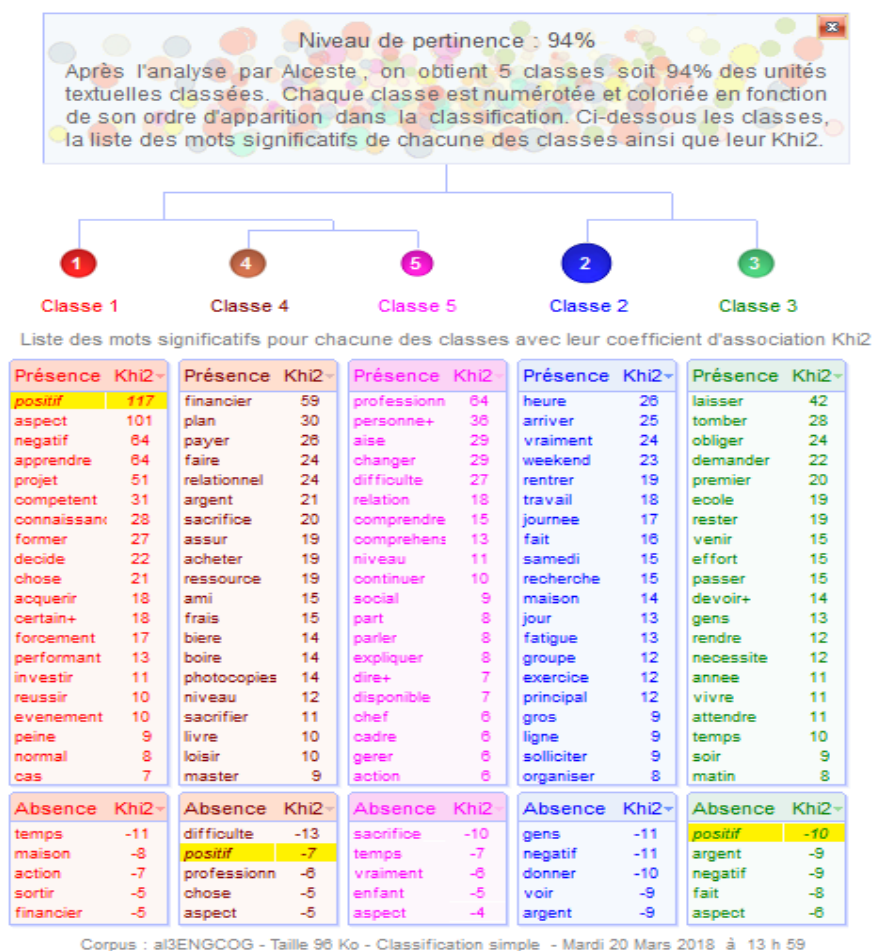 Niveau de pertinence : 94%
Après l'analyse par Alceste , on obtient 5 classes soit 94% des unités
textuelles classées. Chaque classe est numérotée et coloriée en fonction
de son ordre d'apparition dans la classification. Ci-dessous les classes,
la liste des mots significatifs de chacune des classes ainsi que leur Khi2.
1 4 5 2 3
Classe 1 Classe 4 Classe 5 Classe 2 Classe 3
Liste des mots significatifs pour chacune des classes avec leur coefficient d'association Khi2
Présence Khi2 Présence Khi2 Présence Khi2 Présence Khi2 Présence Khi2
positif 117 financier 59 professionn 64 heure 26 laisser 42
aspect 101 plan 30 personne+ 36 arriver 25 tomber 28
negatif 64 payer 26 aise 29 vraiment 24 obliger 24
apprendre 64 faire 24 changer 29 weekend 23 demander 22
projet 51 relationnel 24 difficulte 27 rentrer 19 premier 20
competent 31 argent 21 relation 18 travail 18 ecole 19
connaissanc 28 sacrifice 20 comprendre 15 journee 17 rester 19
former 27 assur 19 comprehens 13 fait 16 venir 15
decide 22 acheter 19 niveau 11 samedi 15 effort 15
chose 21 ressource 19 continuer 10 recherche 15 passer 15
acquerir 18 ami 15 social 9 maison 14 devoir+ 14
certain+ 18 frais 15 part 8 jour 13 gens 13
forcement 17 biere 14 parler 8 fatigue 13 rendre 12
performant 13 boire 14 expliquer 8 groupe 12 necessite 12
investir 11 photocopies 14 dire+ 7 exercice 12 annee 11
reussir 10 niveau 12 disponible 7 principal 12 vivre 11
evenement 10 sacrifier 11 chef 6 gros 9 attendre 11
peine 9 livre 10 cadre 6 ligne 9 temps 10
normal 8 loisir 10 gerer 6 solliciter 9 soir 9
cas 7 master 9 action 6 organiser 8 matin 8
Absence Khi2 Absence Khi2 Absence Khi2 Absence Khi2 Absence Khi2
temps -11 difficulte -13 sacrifice -10 gens -11 positif -10
maison -8 positif -7 temps -7 negatif -11 argent -9
action -7 professionn -6 vraiment -6 donner -10 negatif -9
sortir -5 chose -5 enfant -5 voir -9 fait -8
financier -5 aspect -5 aspect -4 argent -9 aspect -6
Corpus : al3ENGCOG - Taille 96 Ko - Classification simple - Mardi 20 Mars 2018 à 13 h 59